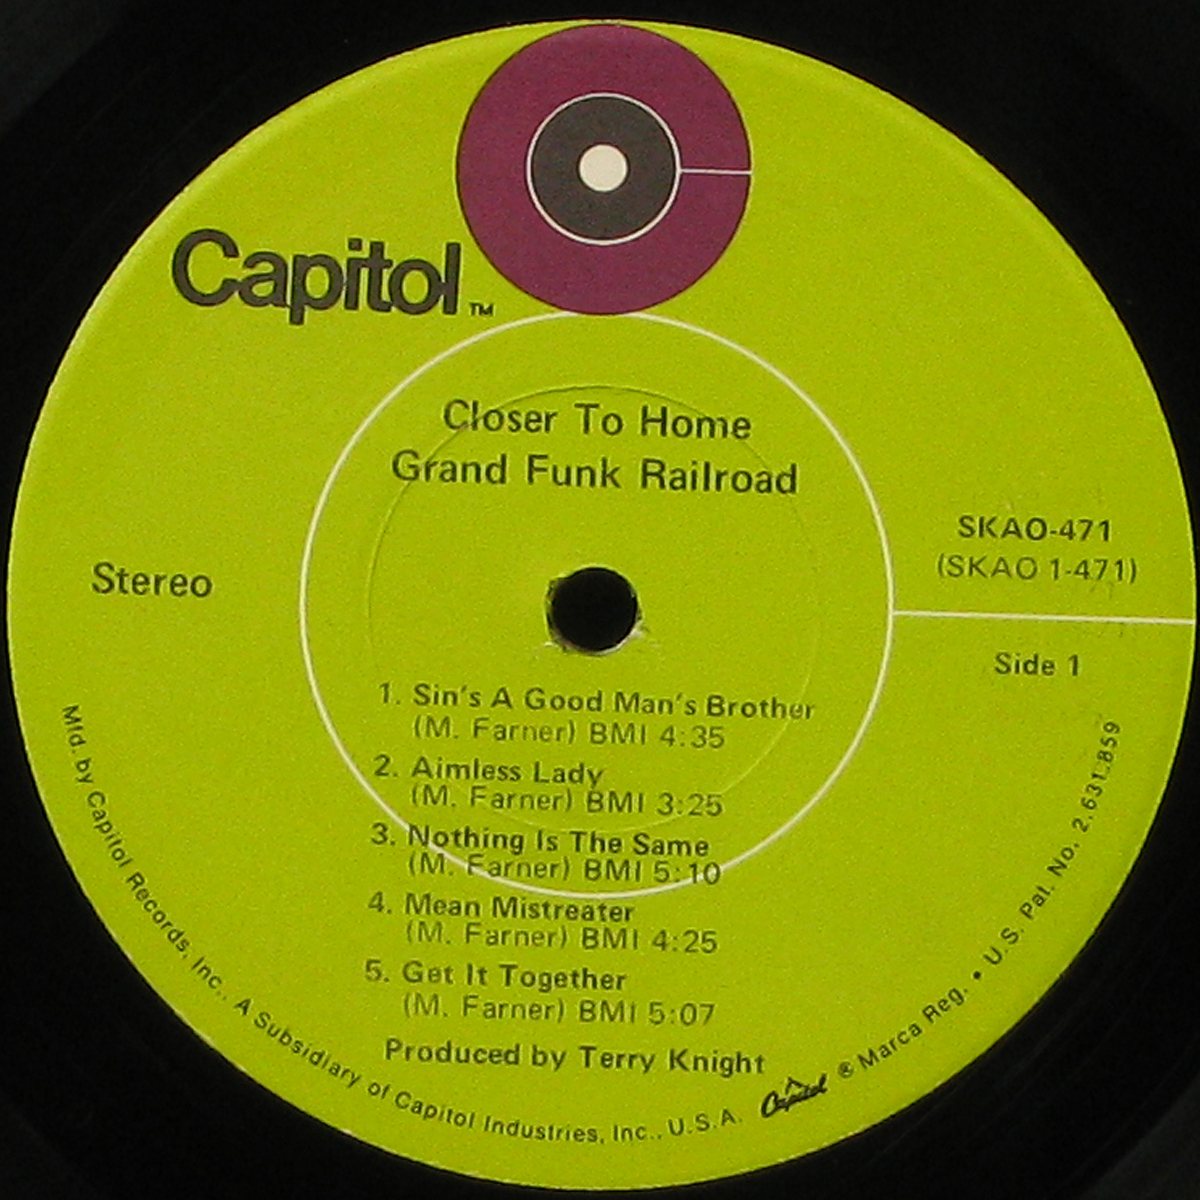 Capitol TM
Closer To Home
Grand Funk Railroad
SKAO-471
(SKAO 1-471)
Stereo
Side 1
1. Sin's A Good Man's Brother
(M. Farner) BMI 4:35
2. Aimless Lady
(M. Farner) BMI 3:25
3. Nothing Is The Same
(M. Farner) BMI 5:10
4. Mean Mistreater
(M. Farner) BMI 4:25
5. Get It Together
(M. Farner) BMI 5:07
Produced by Terry Knight
Mfd. by Capitol Records, Inc., A Subsidiary of Capitol Industries, Inc., U.S.A. Capitol ® Marca Reg. • U.S. Pat. No. 2,631,859